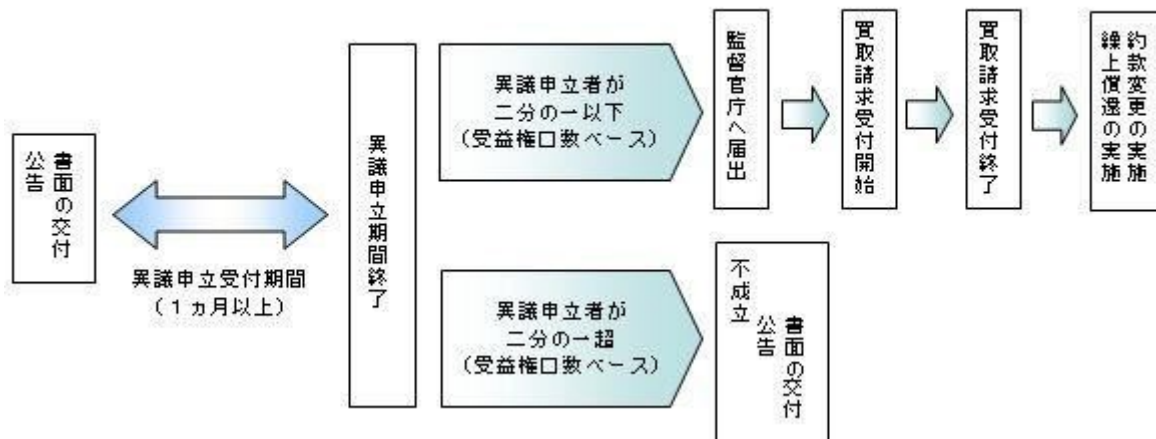 書面の交付
公告
異議申立受付期間
(1ヵ月以上)
異議申立期間終了
異議申立者が
二分の一以下
(受益権口数ベース)
監督官庁へ届出
買取請求受付開始
買取請求受付終了
約款変更の実施
繰上償還の実施
異議申立者が
二分の一超
(受益権口数ベース)
不成立
書面の交付
公告